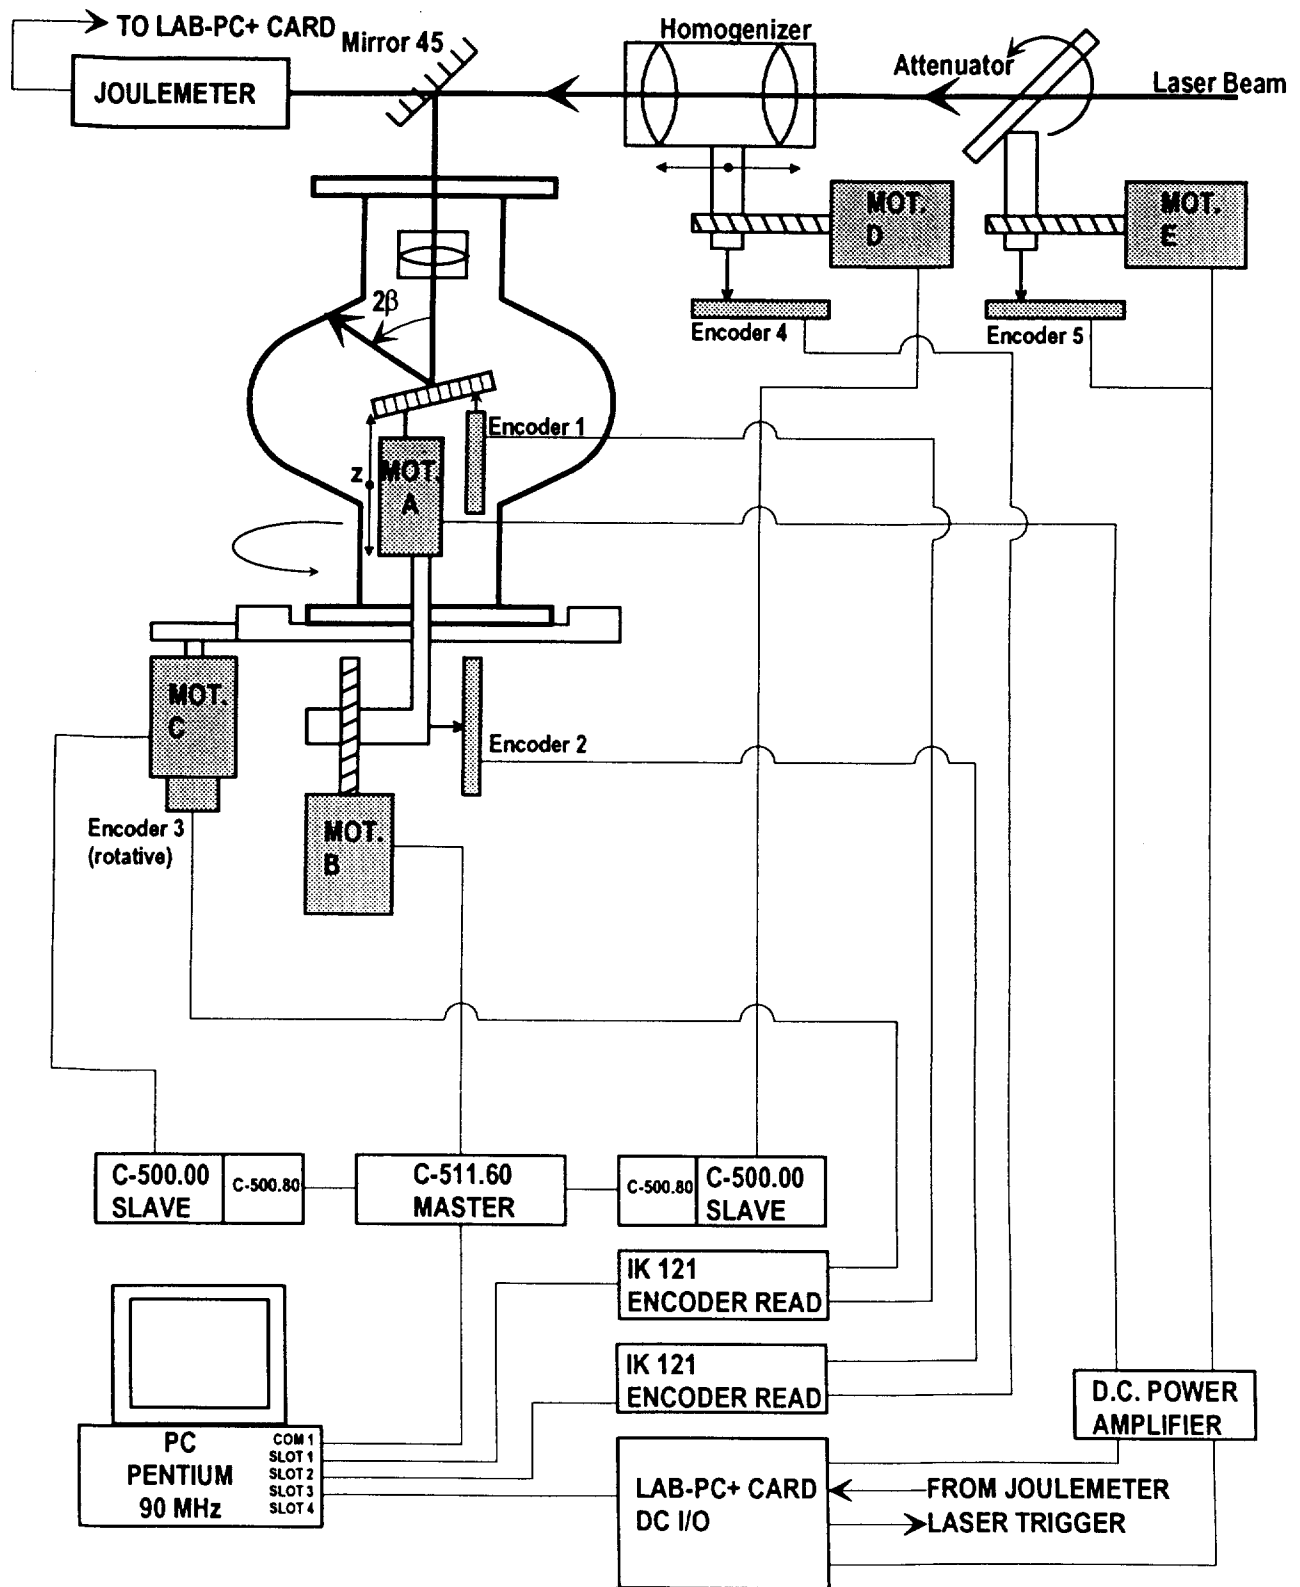 TO LAB-PC+ CARD
Mirror 45
Homogenizer
Attenuator
Laser Beam
JOULEMETER
MOT.
D
MOT.
E
2β
Encoder 4
Encoder 5
Encoder 1
z
MOT.
A
MOT.
C
Encoder 2
Encoder 3
(rotative)
MOT.
B
C-500.00
SLAVE
C-500.80
C-511.60
MASTER
C-500.80
C-500.00
SLAVE
IK 121
ENCODER READ
IK 121
ENCODER READ
D.C. POWER
AMPLIFIER
PC
PENTIUM
90 MHz
COM 1
SLOT 1
SLOT 2
SLOT 3
SLOT 4
LAB-PC+ CARD
DC I/O
FROM JOULEMETER
LASER TRIGGER